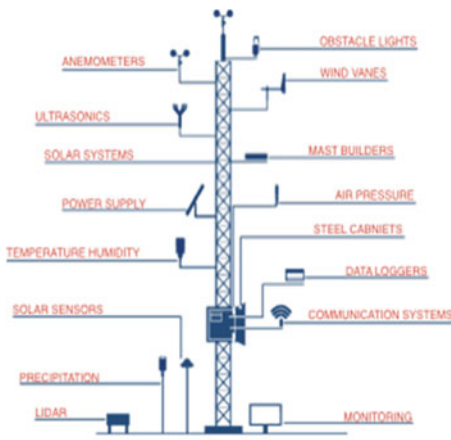 OBSTACLE LIGHTS
ANEMOMETERS
WIND VANES
ULTRASONICS
SOLAR SYSTEMS
MAST BUILDERS
POWER SUPPLY
AIR PRESSURE
STEEL CABNIETS
TEMPERATURE HUMIDITY
DATA LOGGERS
SOLAR SENSORS
COMMUNICATION SYSTEMS
PRECIPITATION
LIDAR
MONITORING